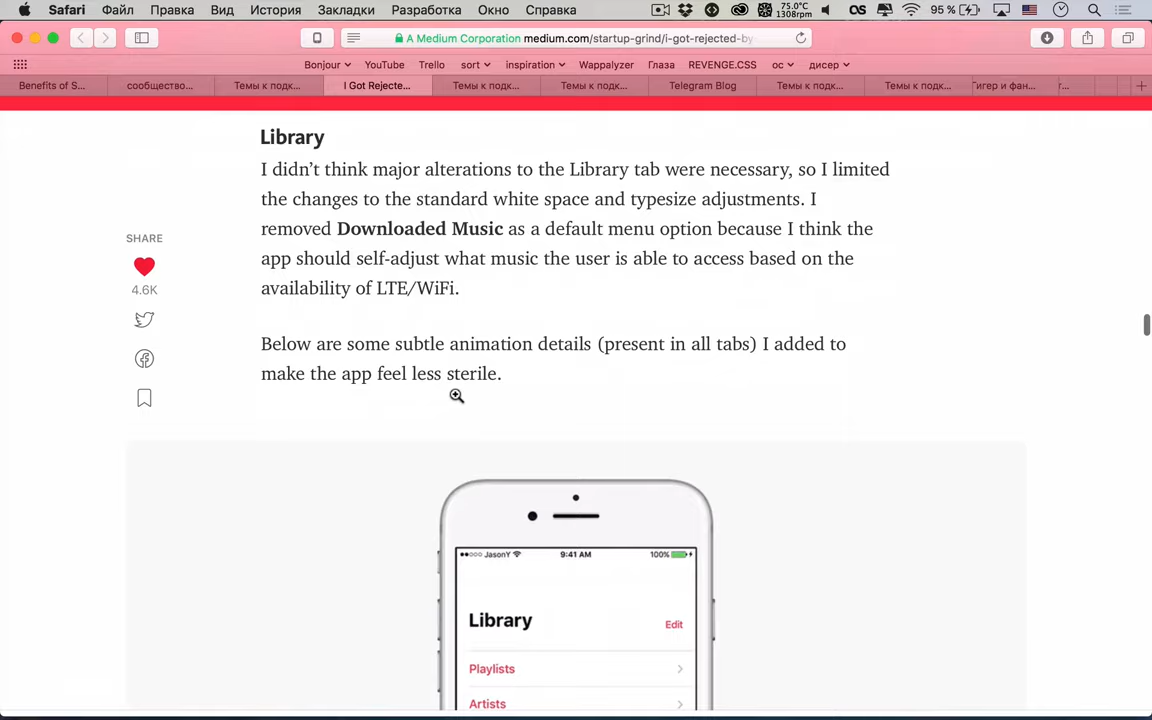 Safari Файл Правка Вид История Закладки Разработка Окно Справка 75.0°C 1308rpm 95 %
A Medium Corporation medium.com/startup-grind/i-got-rejected-by-
Bonjour YouTube Trello sort inspiration Wappalyzer Глаза REVENGE.CSS ос дисер
Benefits of S... сообщество... Темы к подк... I Got Rejecte... Темы к подк... Темы к подк... Telegram Blog Темы к подк... Темы к подк... Гигер и фан...
Library
I didn’t think major alterations to the Library tab were necessary, so I limited
the changes to the standard white space and typesize adjustments. I
removed Downloaded Music as a default menu option because I think the
app should self-adjust what music the user is able to access based on the
availability of LTE/WiFi.
SHARE
4.6K
Below are some subtle animation details (present in all tabs) I added to
make the app feel less sterile.
JasonY 9:41 AM 100%
Library Edit
Playlists
Artists